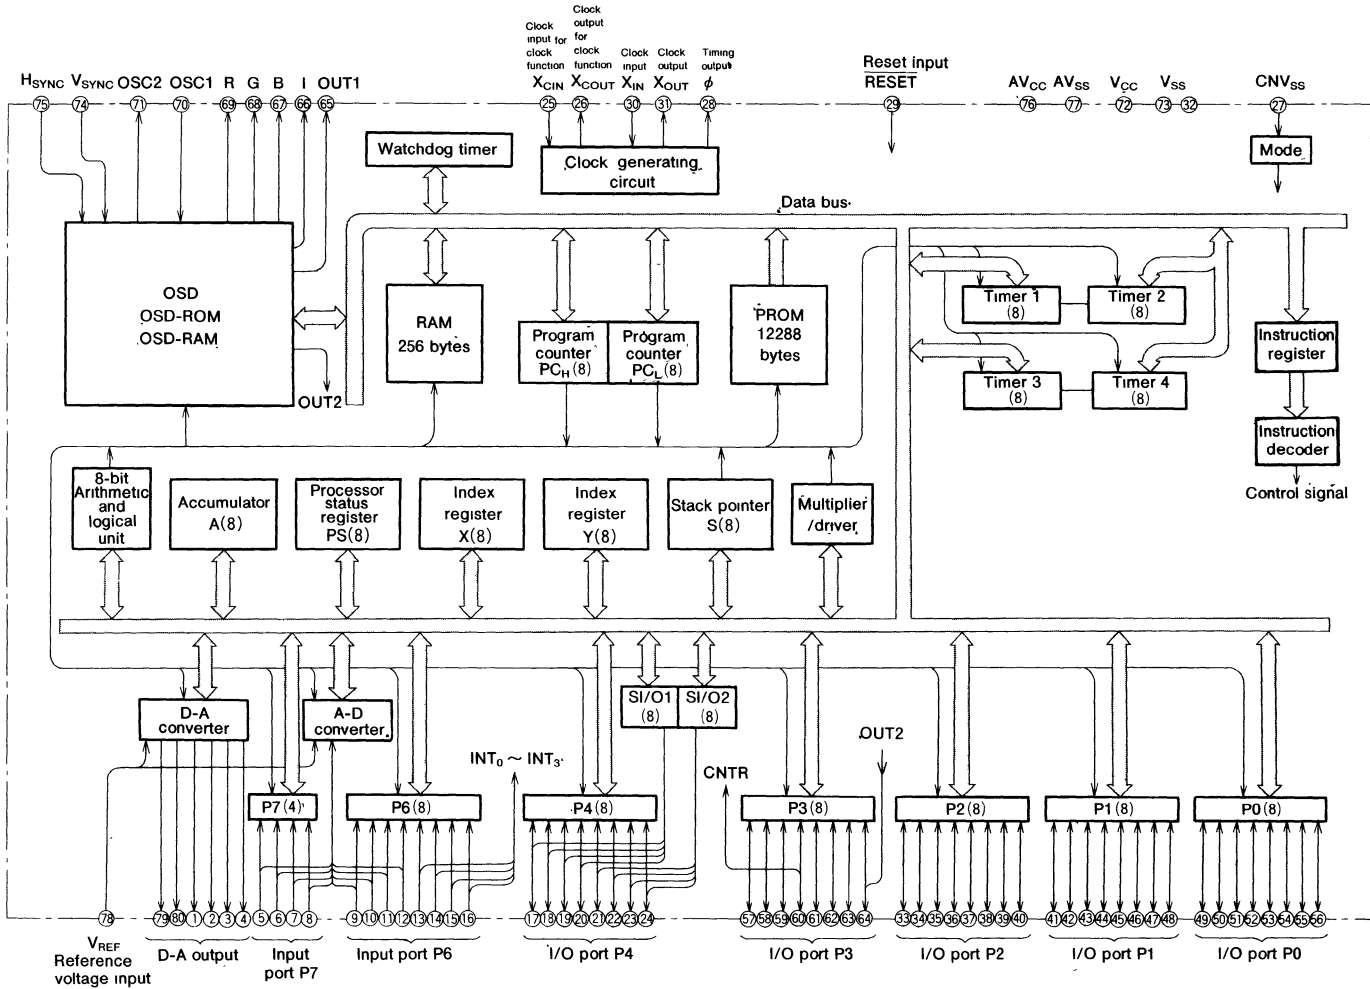 Clock input for clock function XCIN
Clock output for clock function XCOUT
Clock input XIN
Clock output XOUT
Timing output φ
Reset input RESET
HSYNC VSYNC OSC2 OSC1 R G B I OUT1
AVCC AVSS VCC VSS CNVSS
75 74 71 70 69 68 67 66 65 25 26 30 31 28 29 76 77 72 73 32 27
Watchdog timer
Clock generating circuit
Mode
Data bus
OSD
OSD-ROM
OSD-RAM
OUT2
RAM
256 bytes
Program counter PCH(8)
Program counter PCL(8)
PROM
12288
bytes
Timer 1 (8)
Timer 2 (8)
Timer 3 (8)
Timer 4 (8)
Instruction register
Instruction decoder
Control signal
8-bit Arithmetic and logical unit
Accumulator A(8)
Processor status register PS(8)
Index register X(8)
Index register Y(8)
Stack pointer S(8)
Multiplier /driver
D-A converter
A-D converter
SI/O1 (8)
SI/O2 (8)
INT0 ~ INT3
CNTR
OUT2
P7(4) P6(8) P4(8) P3(8) P2(8) P1(8) P0(8)
78 79 80 1 2 3 4 5 6 7 8 9 10 11 12 13 14 15 16 17 18 19 20 21 22 23 24 57 58 59 60 61 62 63 64 33 34 35 36 37 38 39 40 41 42 43 44 45 46 47 48 49 50 51 52 53 54 55 56
VREF
Reference voltage input
D-A output
Input port P7
Input port P6
I/O port P4
I/O port P3
I/O port P2
I/O port P1
I/O port P0